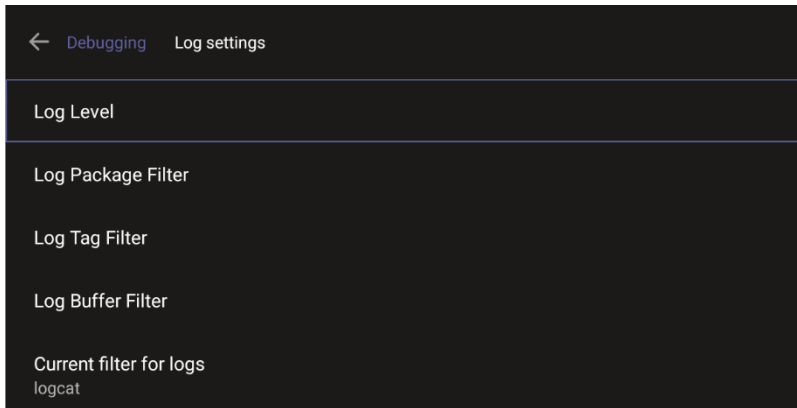 Debugging Log settings
Log Level
Log Package Filter
Log Tag Filter
Log Buffer Filter
Current filter for logs
logcat